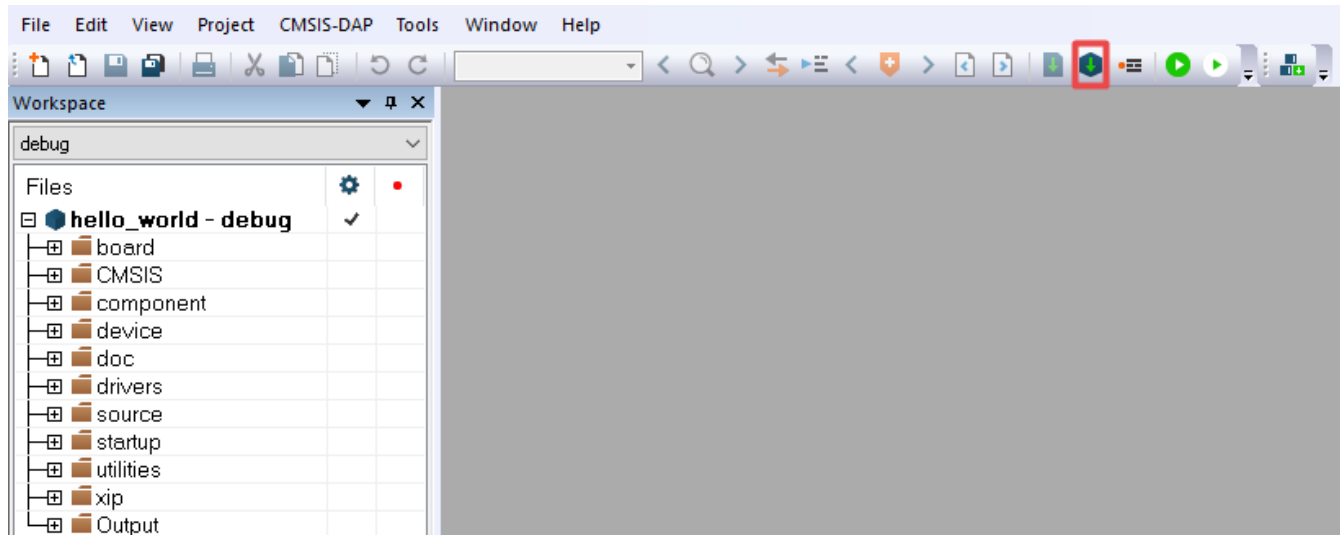 File Edit View Project CMSIS-DAP Tools Window Help
Workspace
debug
Files
hello_world - debug
board
CMSIS
component
device
doc
drivers
source
startup
utilities
xip
Output